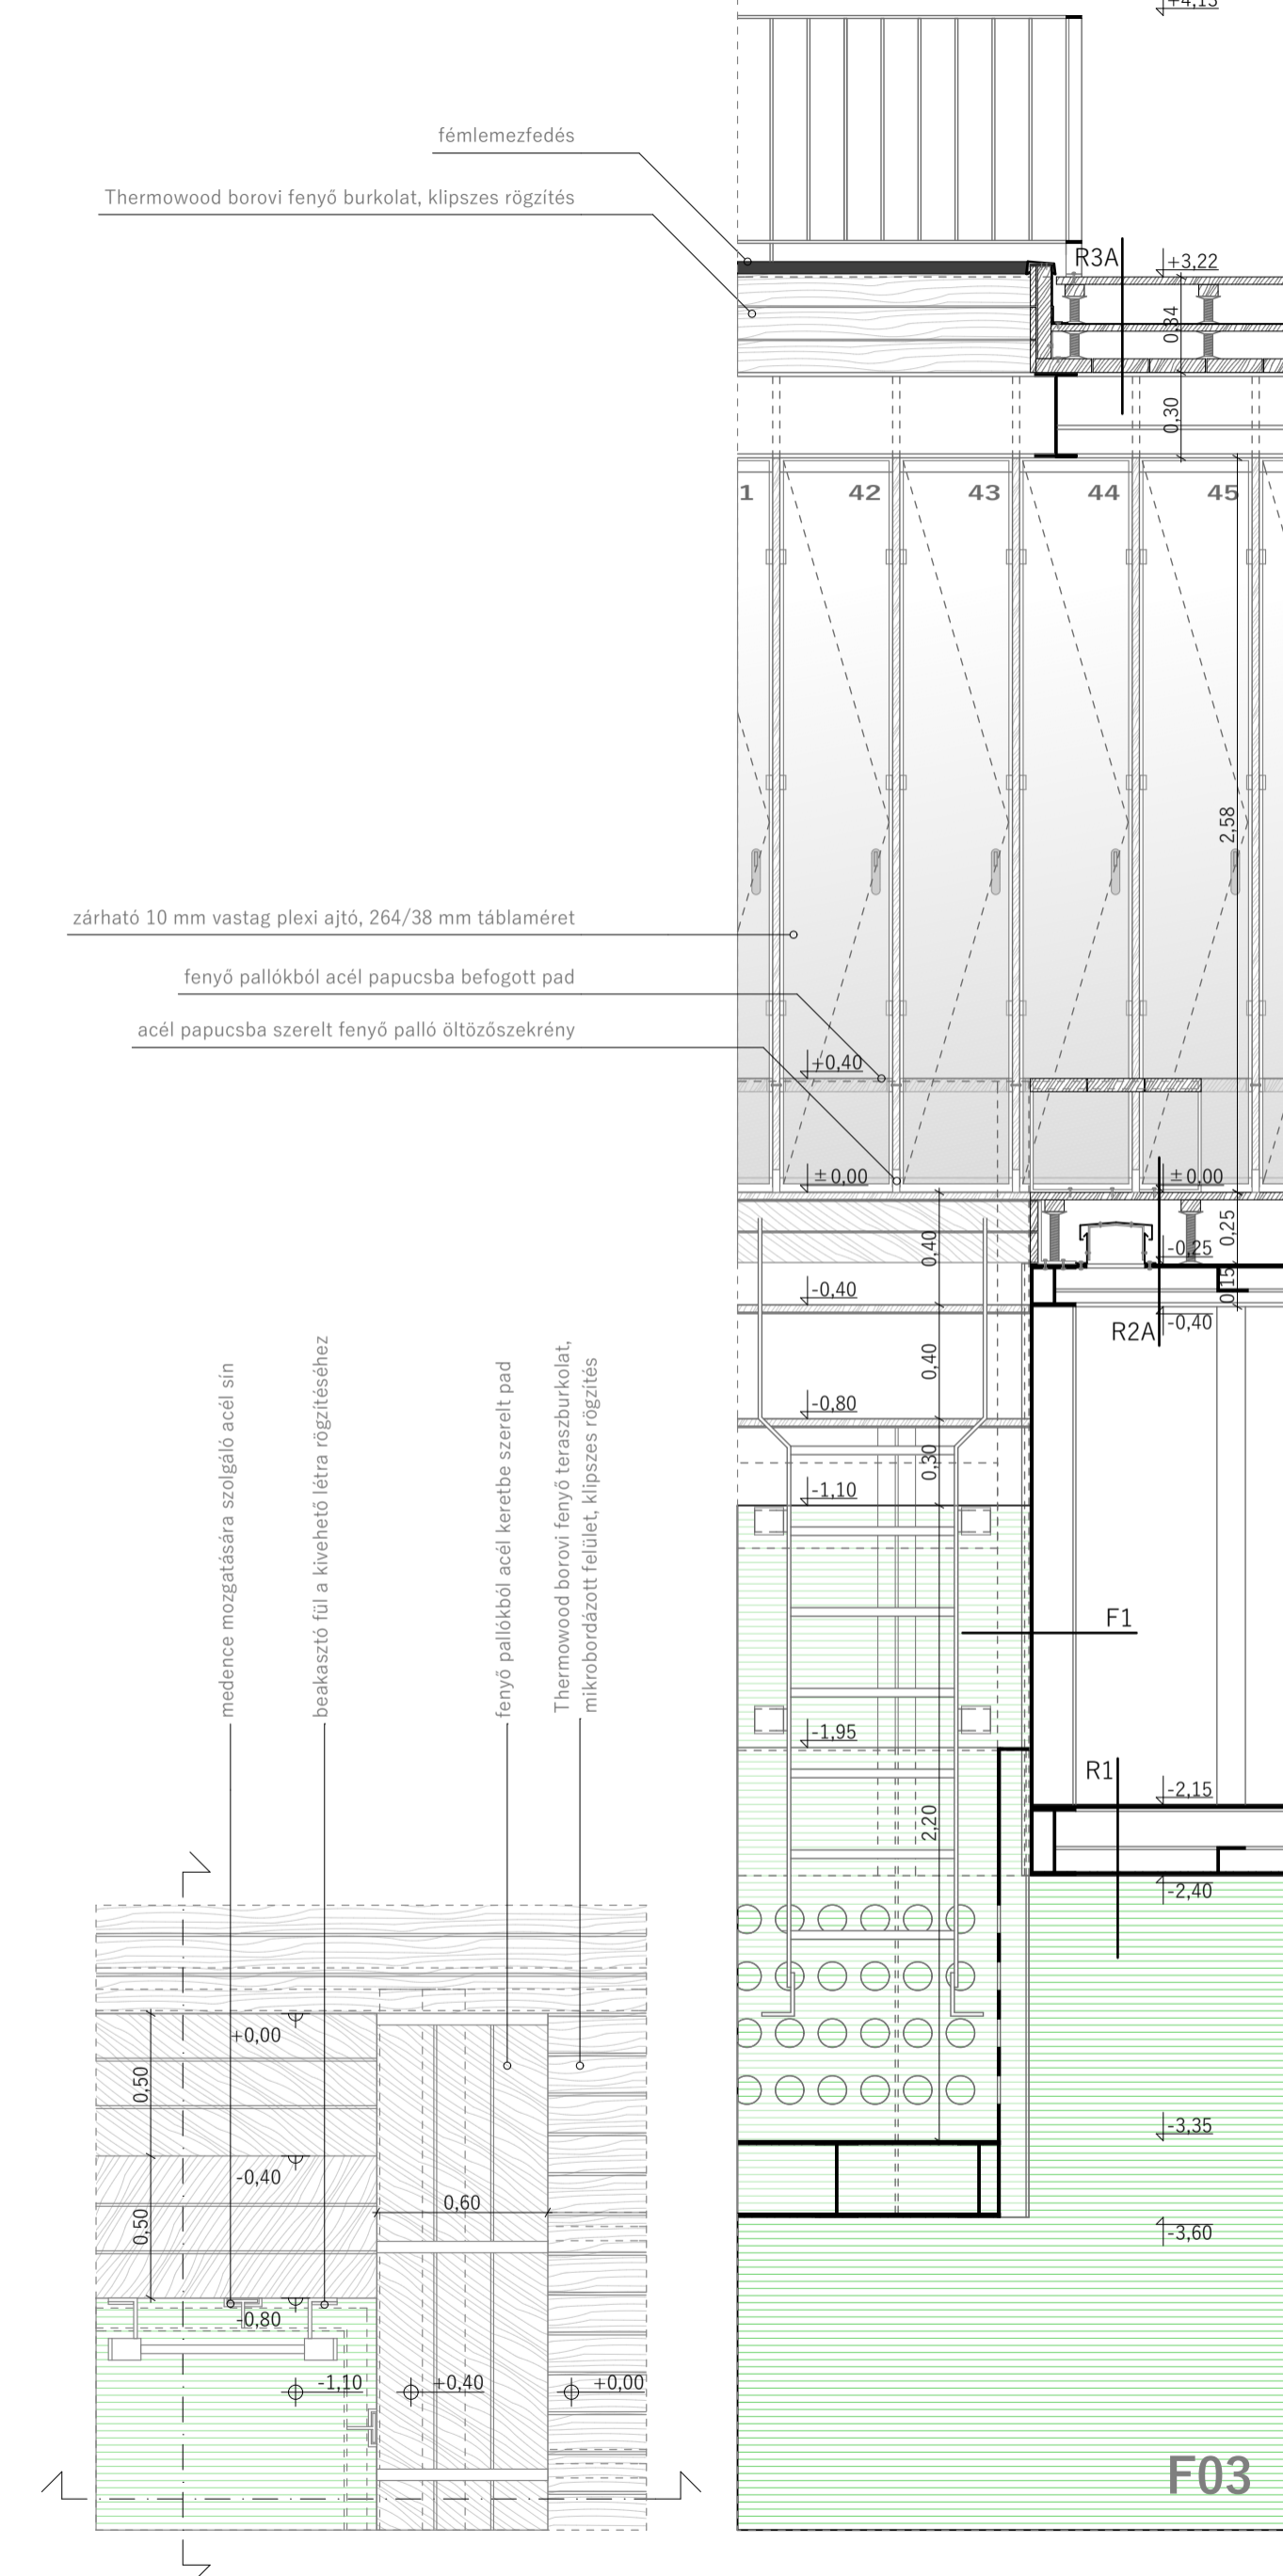 +4,15
fémlemezfedés
Thermowood borovi fenyő burkolat, klipszes rögzítés
R3A
+3,22
0,34
0,30
1
42
43
44
45
2,58
zárható 10 mm vastag plexi ajtó, 264/38 mm táblaméret
fenyő pallókból acél papucsba befogott pad
acél papucsba szerelt fenyő palló öltözőszekrény
+0,40
±0,00
±0,00
0,40
0,25
-0,25
0,15
-0,40
-0,40
R2A
0,40
-0,80
0,30
-1,10
medence mozgatására szolgáló acél sín
beakasztó fül a kivehető létra rögzítéséhez
fenyő pallókból acél keretbe szerelt pad
Thermowood borovi fenyő teraszburkolat,
mikrobordázott felület, klipszes rögzítés
F1
-1,95
R1
-2,15
2,20
-2,40
+0,00
0,50
-3,35
-0,40
0,60
0,50
-3,60
-0,80
-1,10
+0,40
+0,00
F03